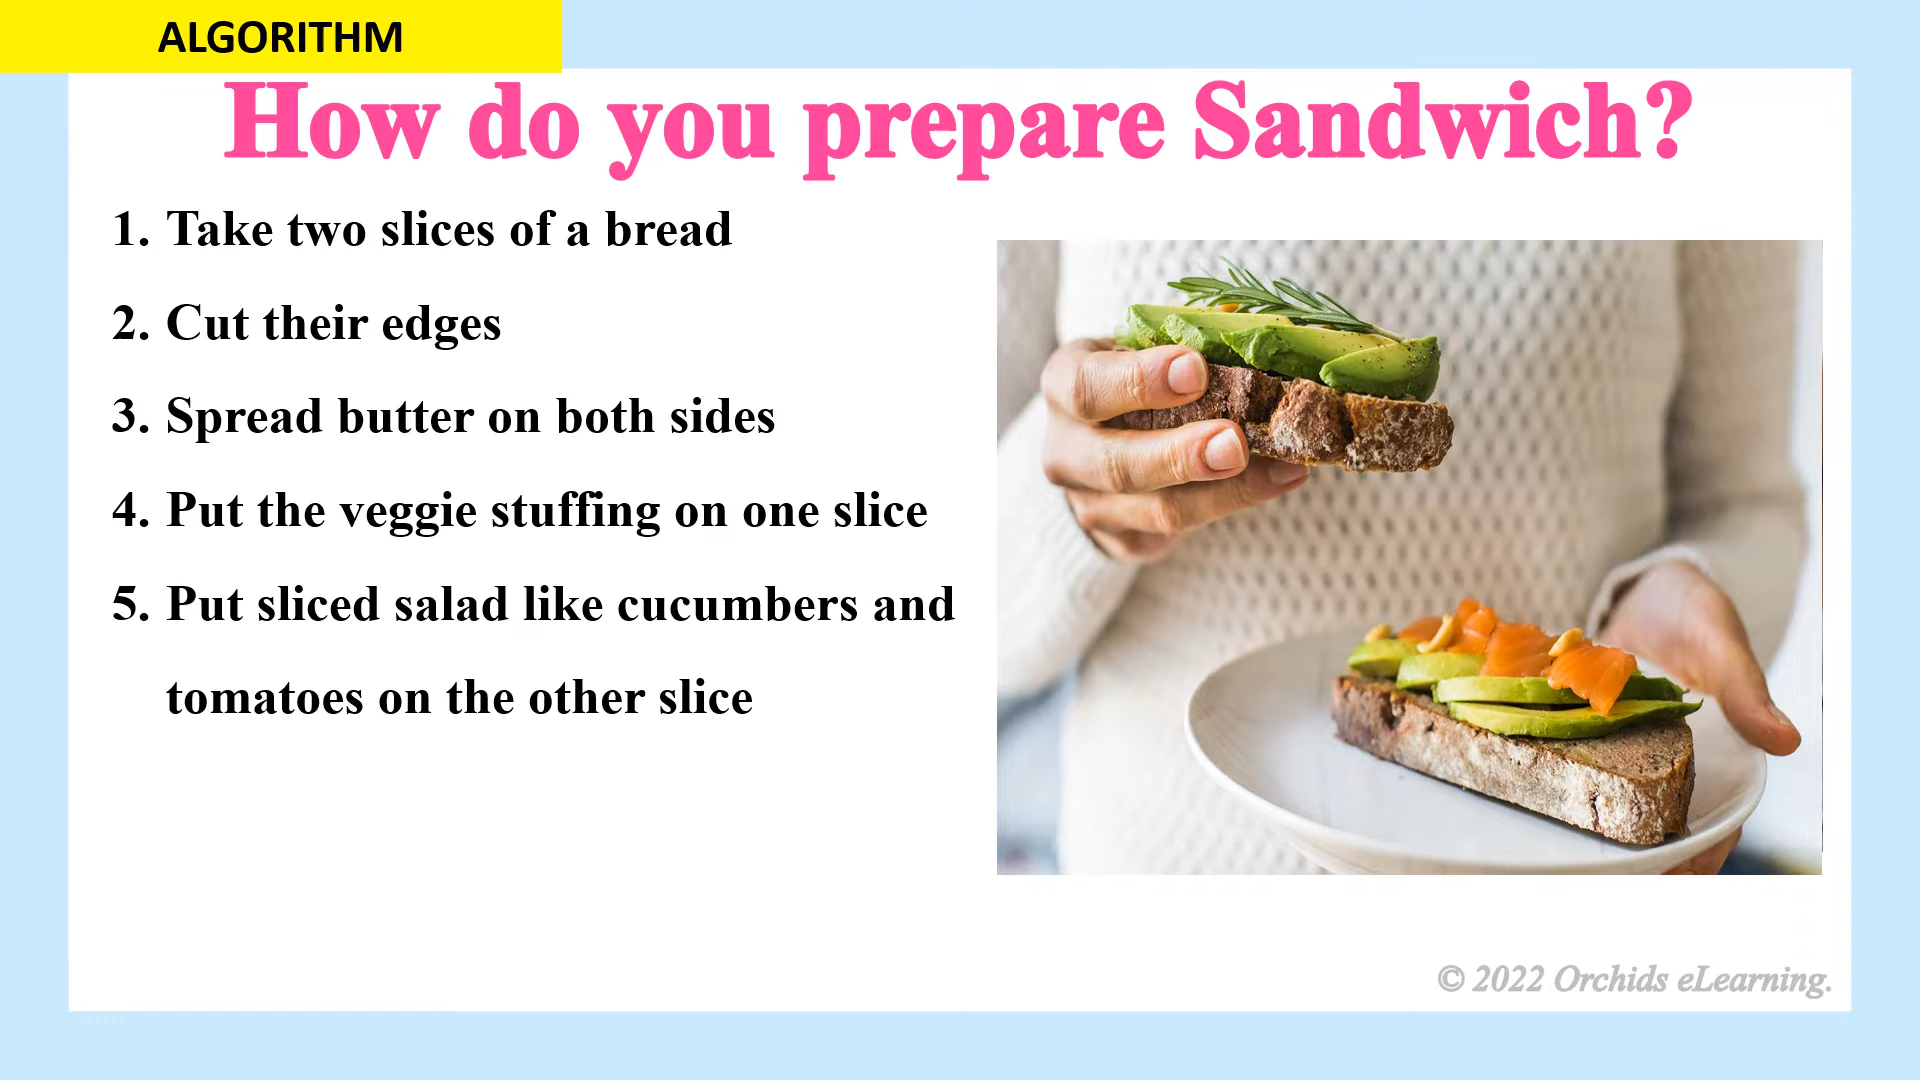 ALGORITHM
How do you prepare Sandwich?
1. Take two slices of a bread
2. Cut their edges
3. Spread butter on both sides
4. Put the veggie stuffing on one slice
5. Put sliced salad like cucumbers and
tomatoes on the other slice
© 2022 Orchids eLearning.